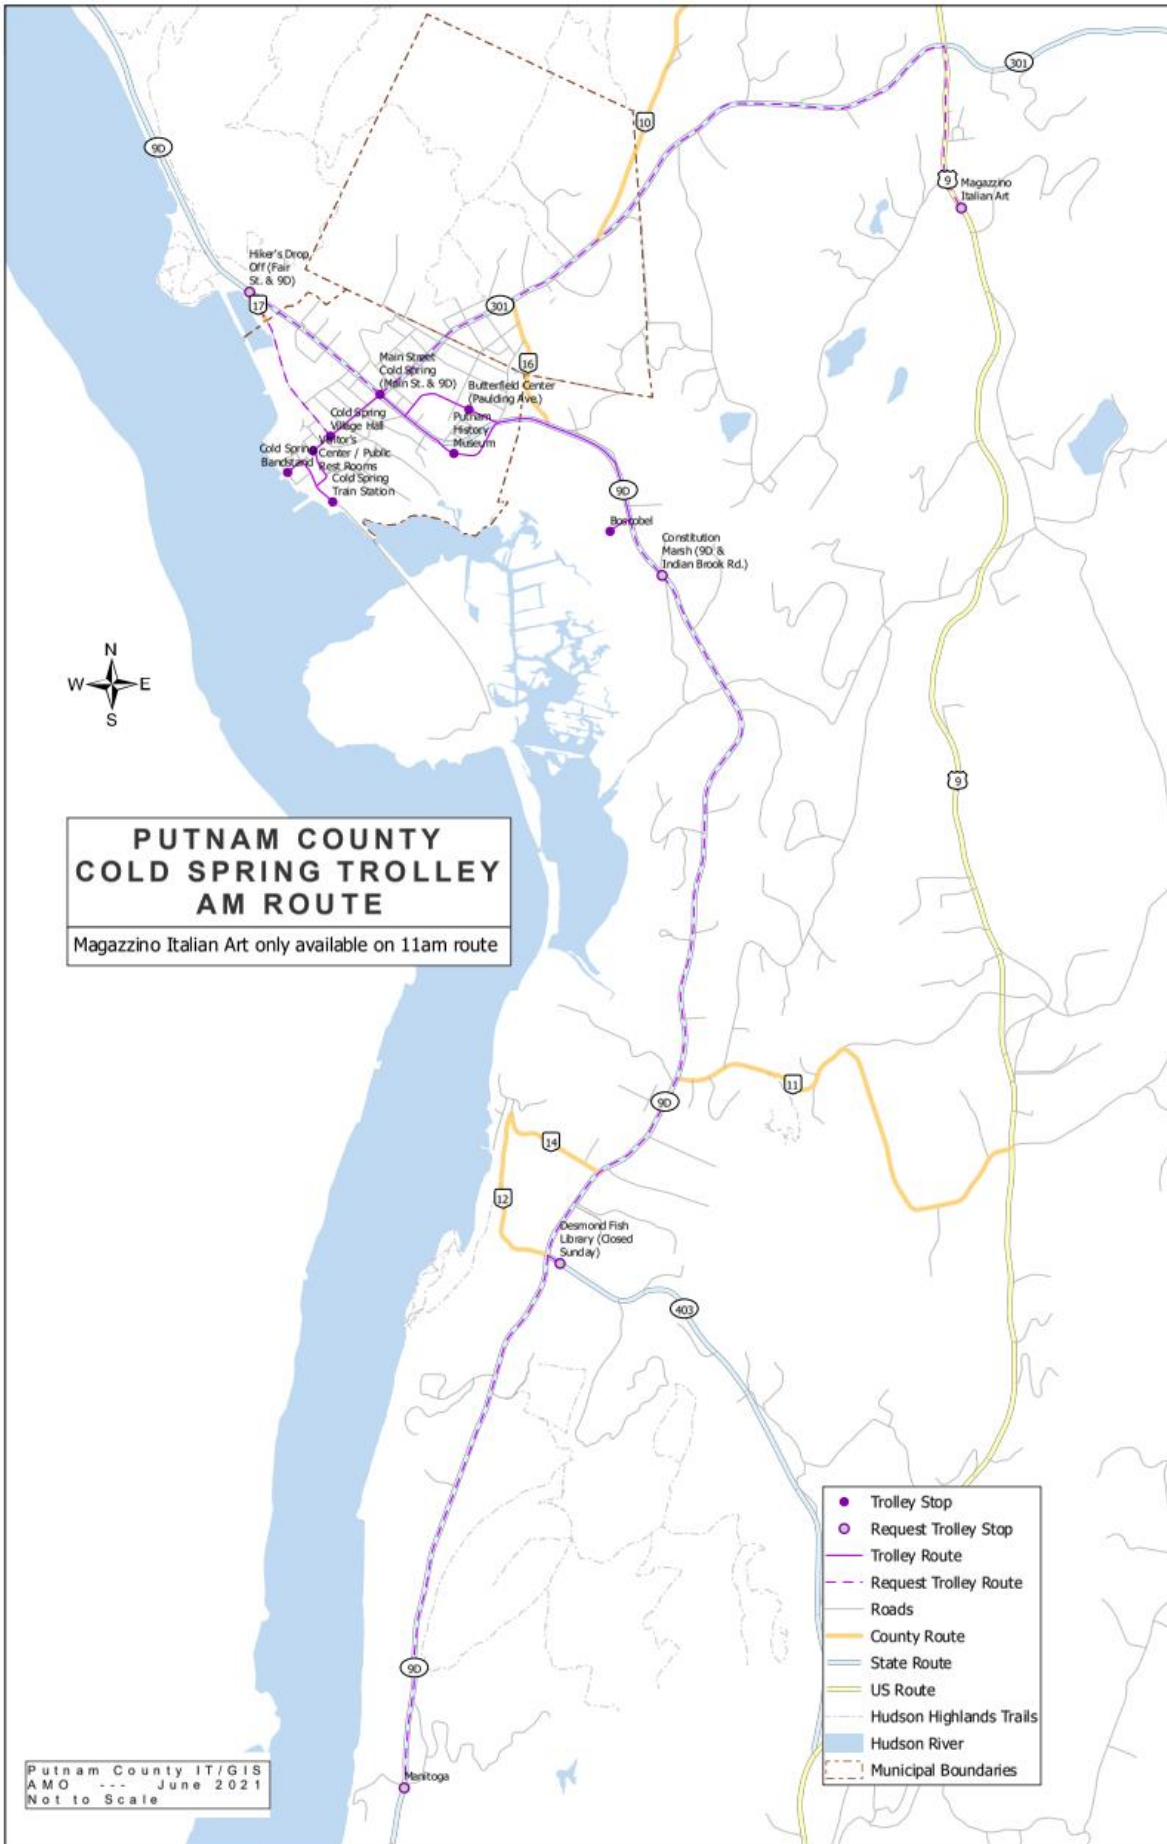 301
10
9D
9
Magazzino
Italian Art
Hiker's Drop
Off (Fair
St. & 9D)
17
301
16
Main Street
Cold Spring
(Main St. & 9D)
Butterfield Center
(Paulding Ave.)
Cold Spring
Village Hall
Putnam
History
Museum
Visitor's
Center / Public
Rest Rooms
Cold Spring
Bandstand
Cold Spring
Train Station
9D
Boscobel
Constitution
Marsh (9D &
Indian Brook Rd.)
N
W
E
S
9
PUTNAM COUNTY
COLD SPRING TROLLEY
AM ROUTE
Magazzino Italian Art only available on 11am route
11
9D
14
12
Desmond Fish
Library (Closed
Sunday)
403
Trolley Stop
Request Trolley Stop
Trolley Route
Request Trolley Route
Roads
County Route
State Route
US Route
Hudson Highlands Trails
Hudson River
Municipal Boundaries
9D
Manitoga
Putnam County IT/GIS
AMO --- June 2021
Not to Scale